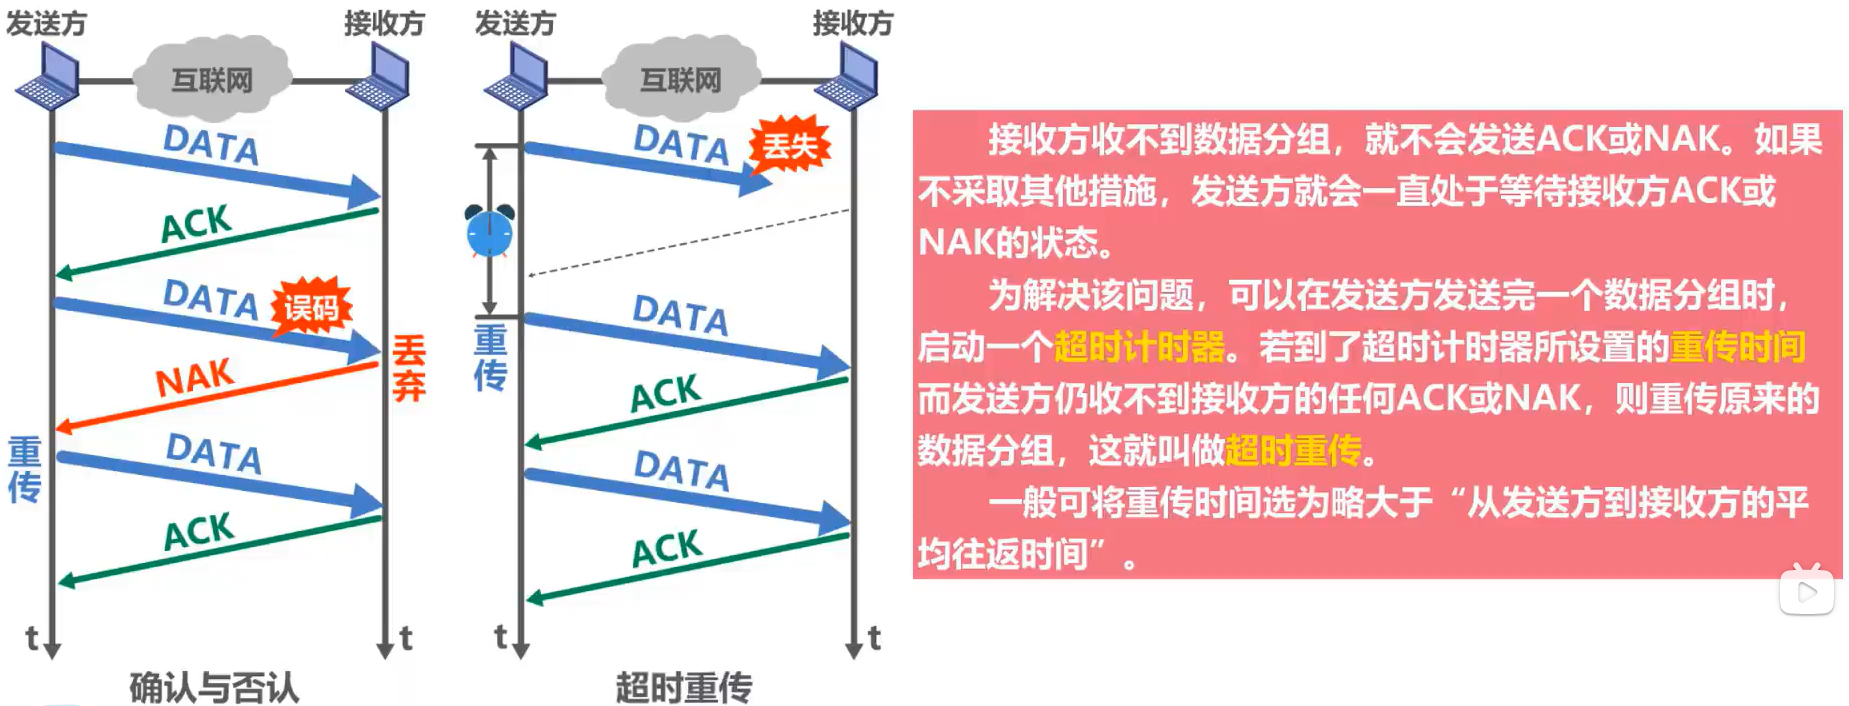 发送方
接收方
互联网
DATA
ACK
DATA
误码
丢弃
NAK
重传
DATA
ACK
t
t
确认与否认
发送方
接收方
互联网
DATA
丢失
重传
DATA
ACK
DATA
ACK
t
t
超时重传
接收方收不到数据分组，就不会发送ACK或NAK。如果
不采取其他措施，发送方就会一直处于等待接收方ACK或
NAK的状态。
为解决该问题，可以在发送方发送完一个数据分组时，
启动一个超时计时器。若到了超时计时器所设置的重传时间
而发送方仍收不到接收方的任何ACK或NAK，则重传原来的
数据分组，这就叫做超时重传。
一般可将重传时间选为略大于“从发送方到接收方的平
均往返时间”。